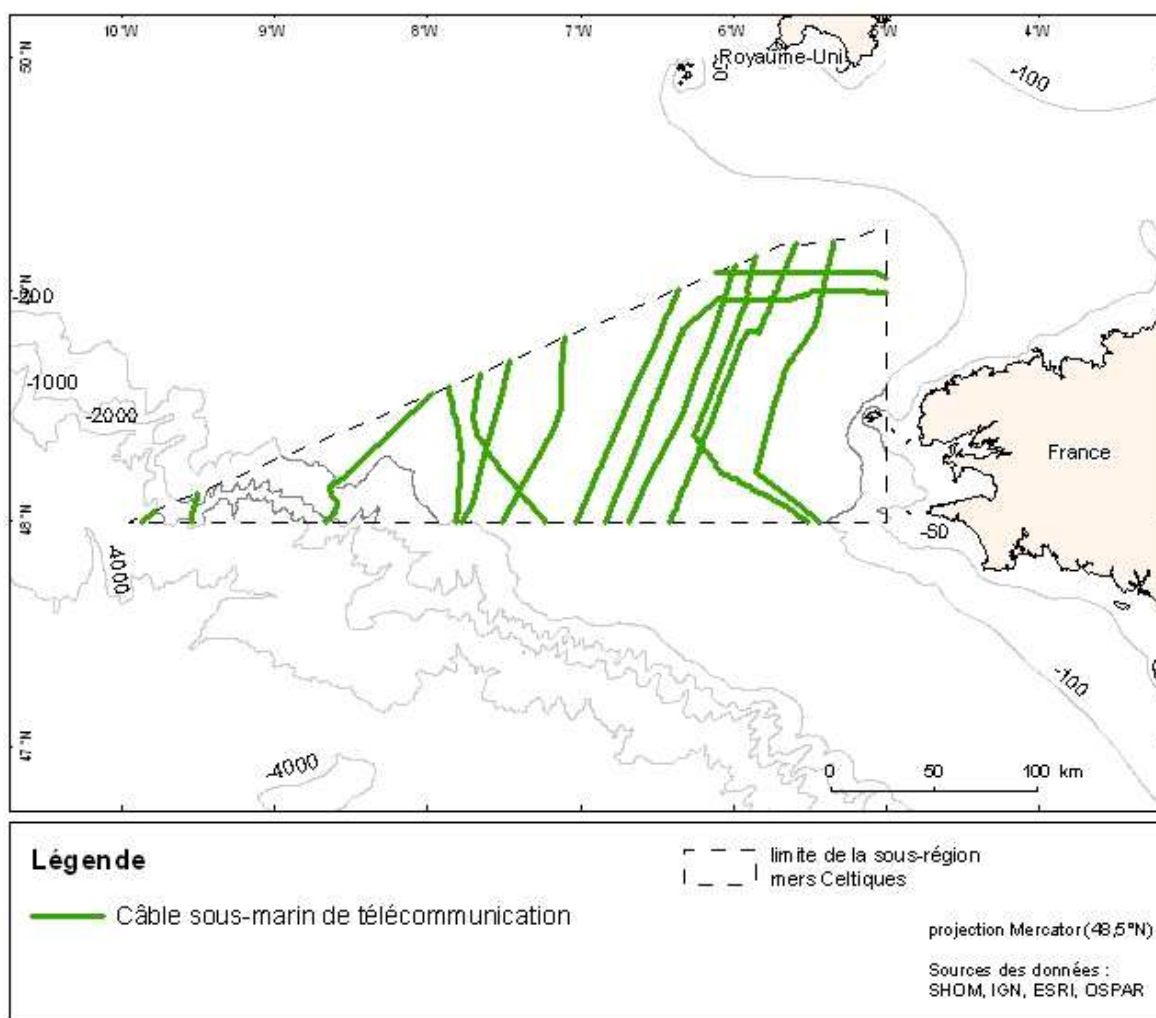 10°W 9°W 8°W 7°W 6°W 5°W 4°W
50°N
Royaume-Uni
-50
-100
-200
-1000
-2000
France
48°N
-50
-4000
-100
47°N
-4000
0 50 100 km
Légende
Câble sous-marin de télécommunication
limite de la sous-région
mers Celtiques
projection Mercator (48,5°N)
Sources des données :
SHOM, IGN, ESRI, OSPAR